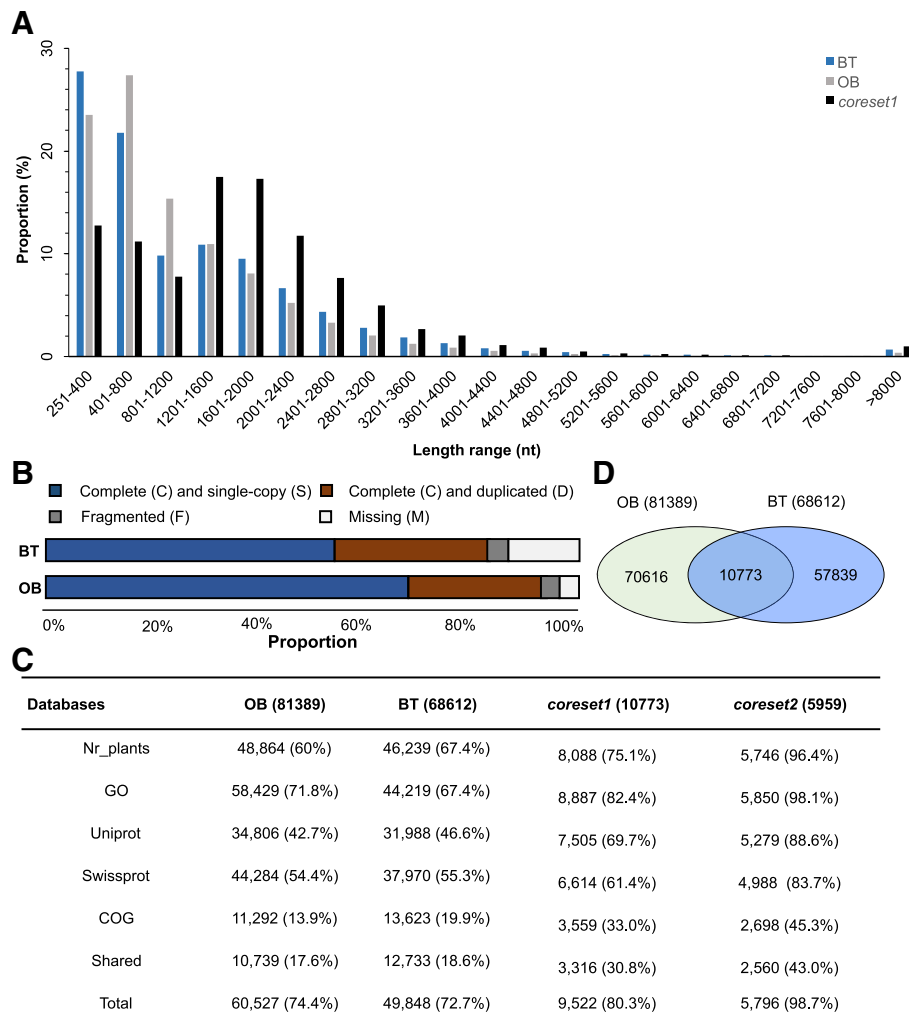 A
30
20
10
0
Proportion (%)
BT
OB
coreset1
251-400
401-800
801-1200
1201-1600
1601-2000
2001-2400
2401-2800
2801-3200
3201-3600
3601-4000
4001-4400
4401-4800
4801-5200
5201-5600
5601-6000
6001-6400
6401-6800
6801-7200
7201-7600
7601-8000
>8000
Length range (nt)
B
Complete (C) and single-copy (S)
Complete (C) and duplicated (D)
Fragmented (F)
Missing (M)
BT
OB
0% 20% 40% 60% 80% 100%
Proportion
D
OB (81389) BT (68612)
70616 10773 57839
C
Databases OB (81389) BT (68612) coreset1 (10773) coreset2 (5959)
Nr_plants 48,864 (60%) 46,239 (67.4%) 8,088 (75.1%) 5,746 (96.4%)
GO 58,429 (71.8%) 44,219 (67.4%) 8,887 (82.4%) 5,850 (98.1%)
Uniprot 34,806 (42.7%) 31,988 (46.6%) 7,505 (69.7%) 5,279 (88.6%)
Swissprot 44,284 (54.4%) 37,970 (55.3%) 6,614 (61.4%) 4,988 (83.7%)
COG 11,292 (13.9%) 13,623 (19.9%) 3,559 (33.0%) 2,698 (45.3%)
Shared 10,739 (17.6%) 12,733 (18.6%) 3,316 (30.8%) 2,560 (43.0%)
Total 60,527 (74.4%) 49,848 (72.7%) 9,522 (80.3%) 5,796 (98.7%)